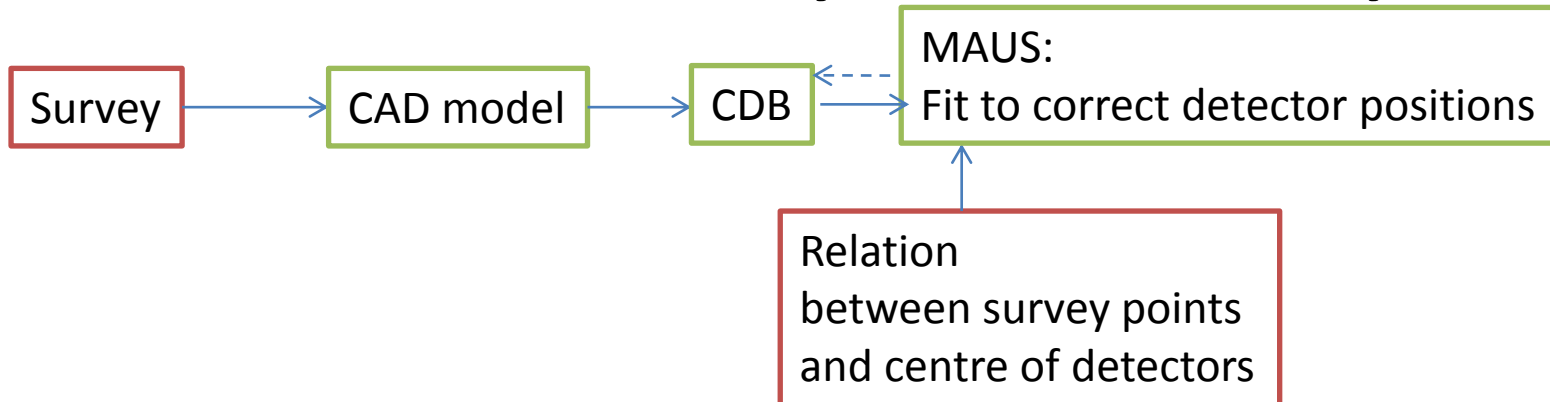 Survey
CAD model
CDB
MAUS:
Fit to correct detector positions
Relation
between survey points
and centre of detectors